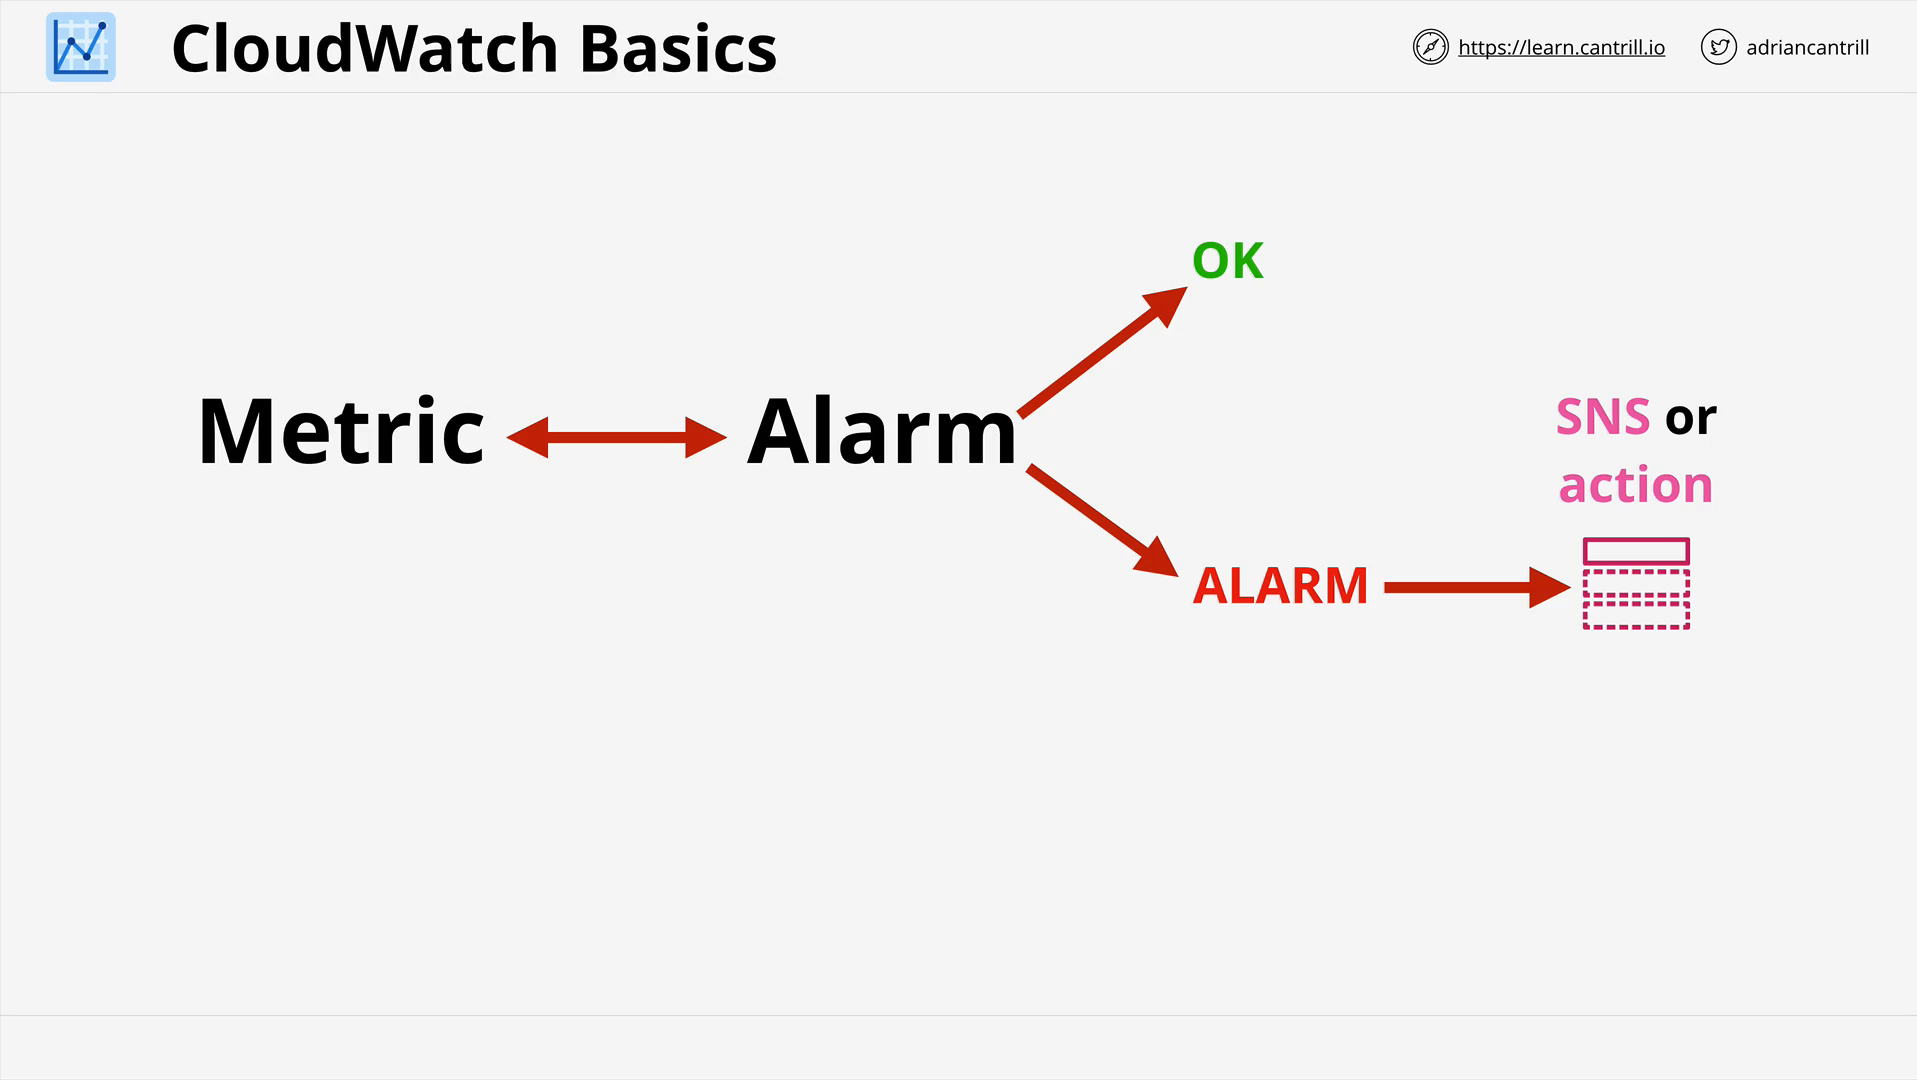 CloudWatch Basics
https://learn.cantrill.io
adriancantrill
OK
Metric
Alarm
SNS or
action
ALARM